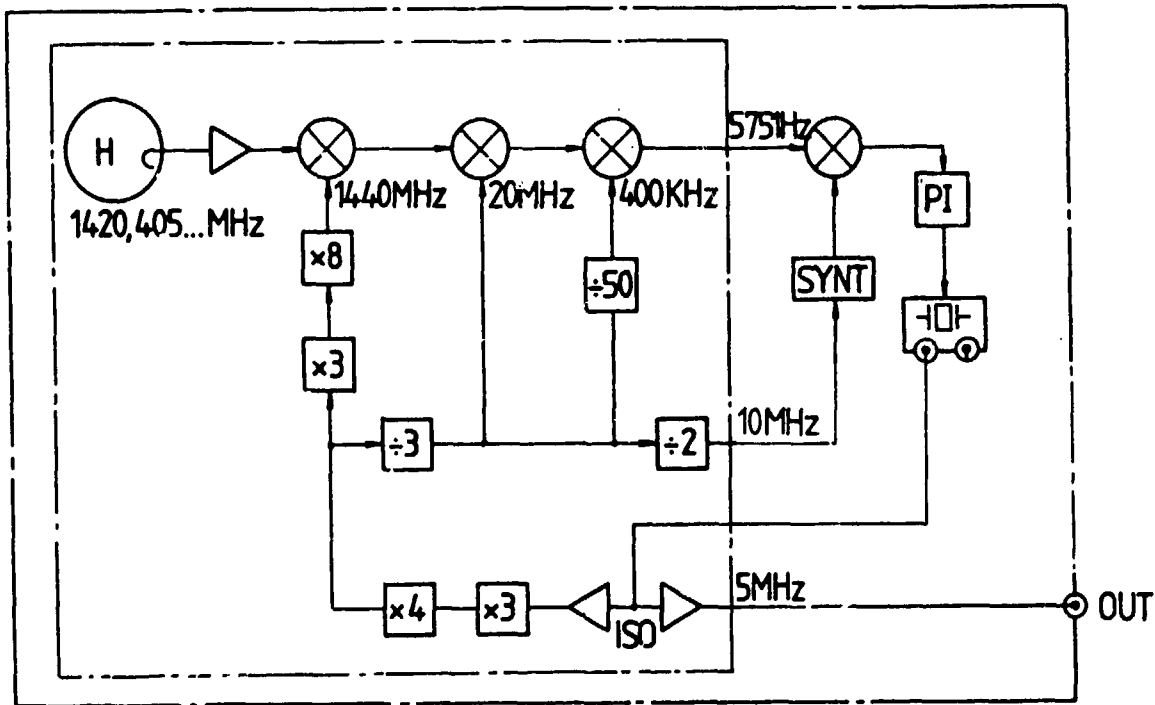 H
1420,405...MHz
1440MHz
20MHz
400KHz
5751Hz
PI
×8
÷50
SYNT
×3
÷3
÷2
10MHz
×4
×3
ISO
5MHz
OUT